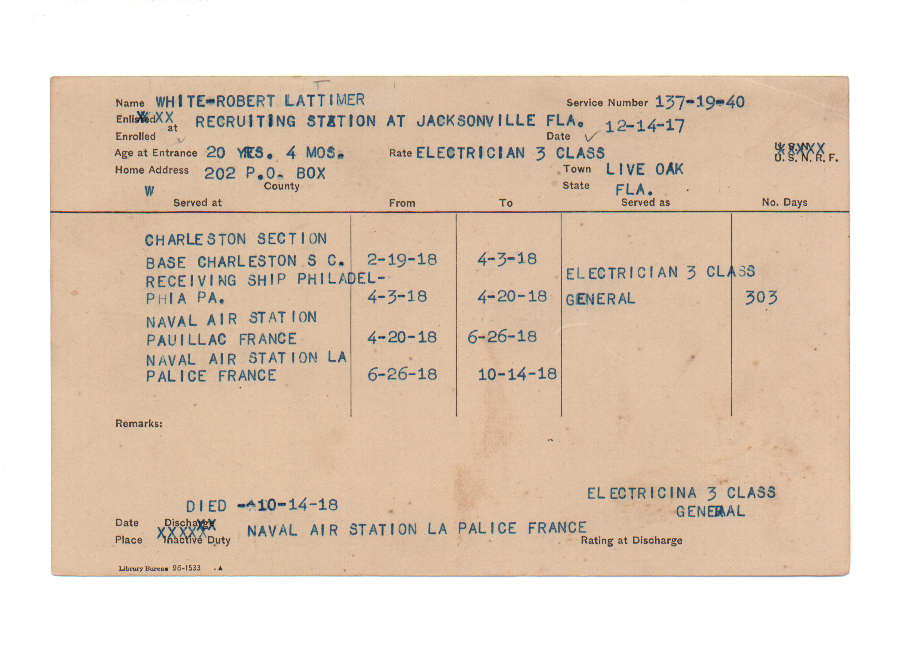 Name WHITE-ROBERT LATTIMER Service Number 137-19-40
Enlisted XX at RECRUITING STATION AT JACKSONVILLE FLA. Date 12-14-17
Enrolled
Age at Entrance 20 YRS. 4 MOS. Rate ELECTRICIAN 3 CLASS U. S. N. R. F.
Home Address 202 P.O. BOX County Town LIVE OAK
W State FLA.
Served at From To Served as No. Days
CHARLESTON SECTION
BASE CHARLESTON S C. 2-19-18 4-3-18
RECEIVING SHIP PHILADEL- ELECTRICIAN 3 CLASS
PHIA PA. 4-3-18 4-20-18 GENERAL 303
NAVAL AIR STATION
PAUILLAC FRANCE 4-20-18 6-26-18
NAVAL AIR STATION LA
PALICE FRANCE 6-26-18 10-14-18
Remarks:
ELECTRICINA 3 CLASS
DIED -10-14-18 GENERAL
Date Discharge XX
Place XXXXX Inactive Duty NAVAL AIR STATION LA PALICE FRANCE Rating at Discharge
Library Bureau 96-1533 A